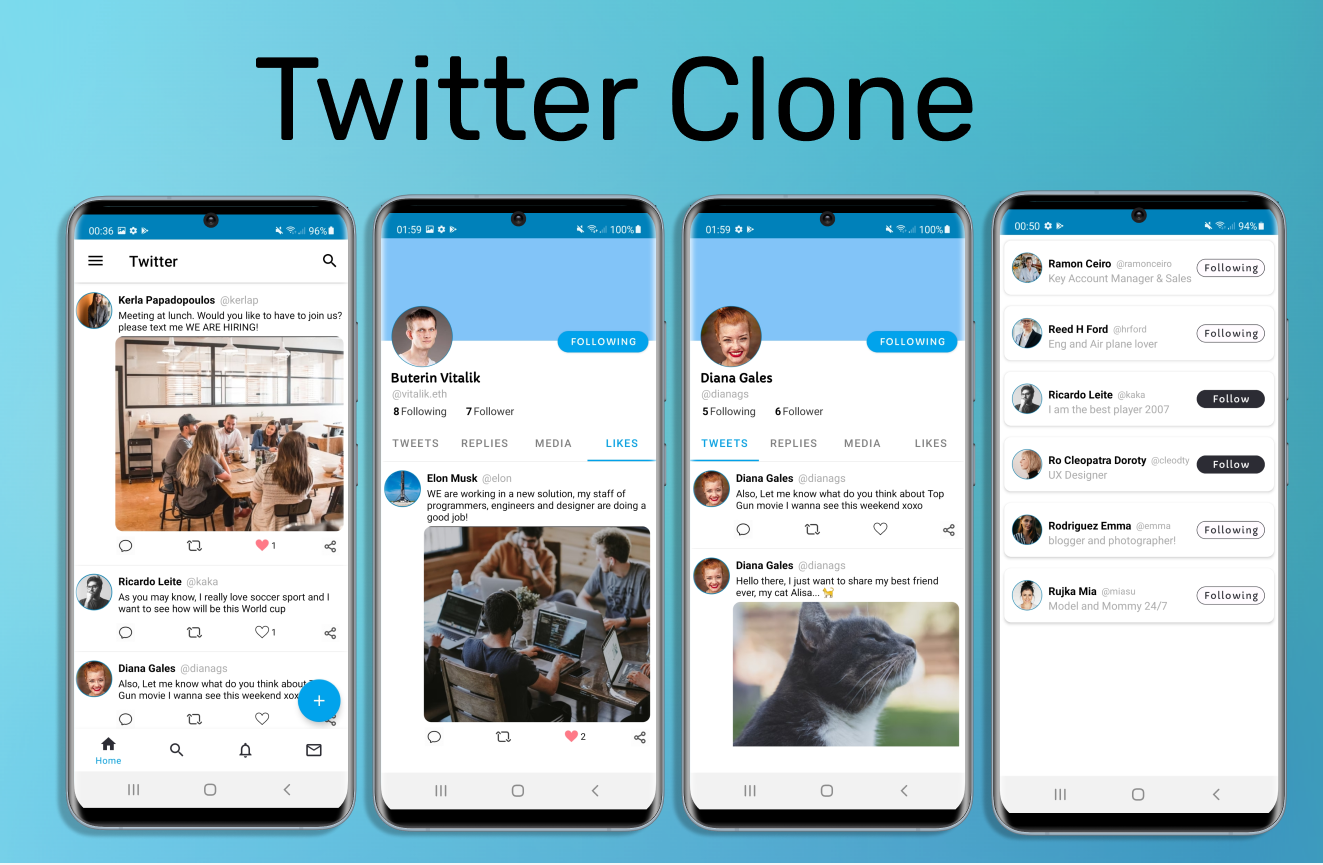 Twitter Clone
00:36 96%
Twitter
Kerla Papadopoulos @kerlap
Meeting at lunch. Would you like to have to join us?
please text me WE ARE HIRING!
1
Ricardo Leite @kaka
As you may know, I really love soccer sport and I
want to see how will be this World cup
1
Diana Gales @dianags
Also, Let me know what do you think about
Gun movie I wanna see this weekend
+
Home
01:59 100%
FOLLOWING
Buterin Vitalik
@vitalik.eth
8 Following 7 Follower
TWEETS REPLIES MEDIA LIKES
Elon Musk @elon
WE are working in a new solution, my staff of
programmers, engineers and designer are doing a
good job!
2
01:59 100%
FOLLOWING
Diana Gales
@dianags
5 Following 6 Follower
TWEETS REPLIES MEDIA LIKES
Diana Gales @dianags
Also, Let me know what do you think about Top
Gun movie I wanna see this weekend xoxo
Diana Gales @dianags
Hello there, I just want to share my best friend
ever, my cat Alisa... 🐈
00:50 94%
Ramon Ceiro @ramonceiro
Key Account Manager & Sales
Following
Reed H Ford @hrford
Eng and Air plane lover
Following
Ricardo Leite @kaka
I am the best player 2007
Follow
Ro Cleopatra Doroty @cleodty
UX Designer
Follow
Rodriguez Emma @emma
blogger and photographer!
Following
Rujka Mia @miasu
Model and Mommy 24/7
Following